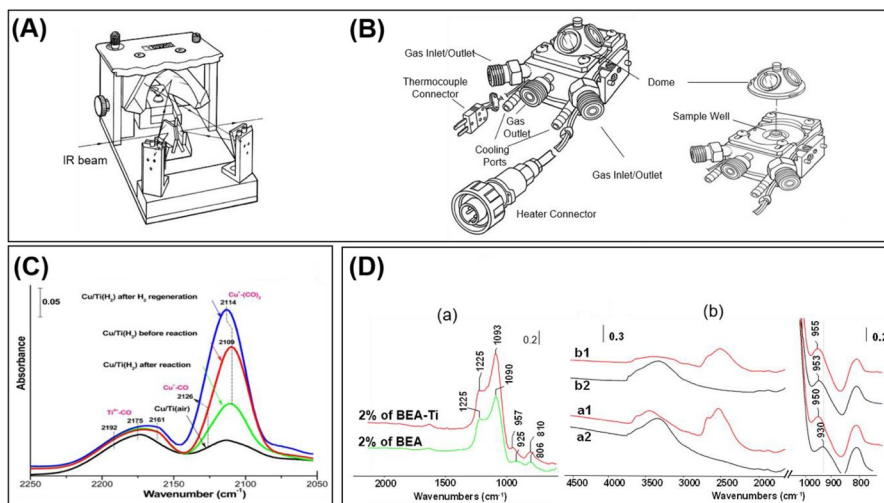 (A)
IR beam
(B)
Gas Inlet/Outlet
Thermocouple
Connector
Gas
Outlet
Cooling
Ports
Heater Connector
Gas Inlet/Outlet
Dome
Sample Well
(C)
0.05
Cu/Ti(H2) after H2 regeneration
Cu+-(CO)2
2114
Cu/Ti(H2) before reaction
2109
Cu/Ti(H2) after reaction
Cu+-CO
2126
Cu/Ti(air)
Ti4+-CO
2192
2175
2161
Absorbance
2250
2200
2150
2100
2050
Wavenumber (cm-1)
(D)
(a)
1093
0.2
1225
1090
1225
2% of BEA-Ti
2% of BEA
957
925
810
806
2000
1000
Wavenumbers (cm-1)
(b)
0.3
0.2
b1
b2
a1
a2
955
953
950
930
4500 4000 3500 3000 2500 2000
1000
800
Wavenumbers (cm-1)